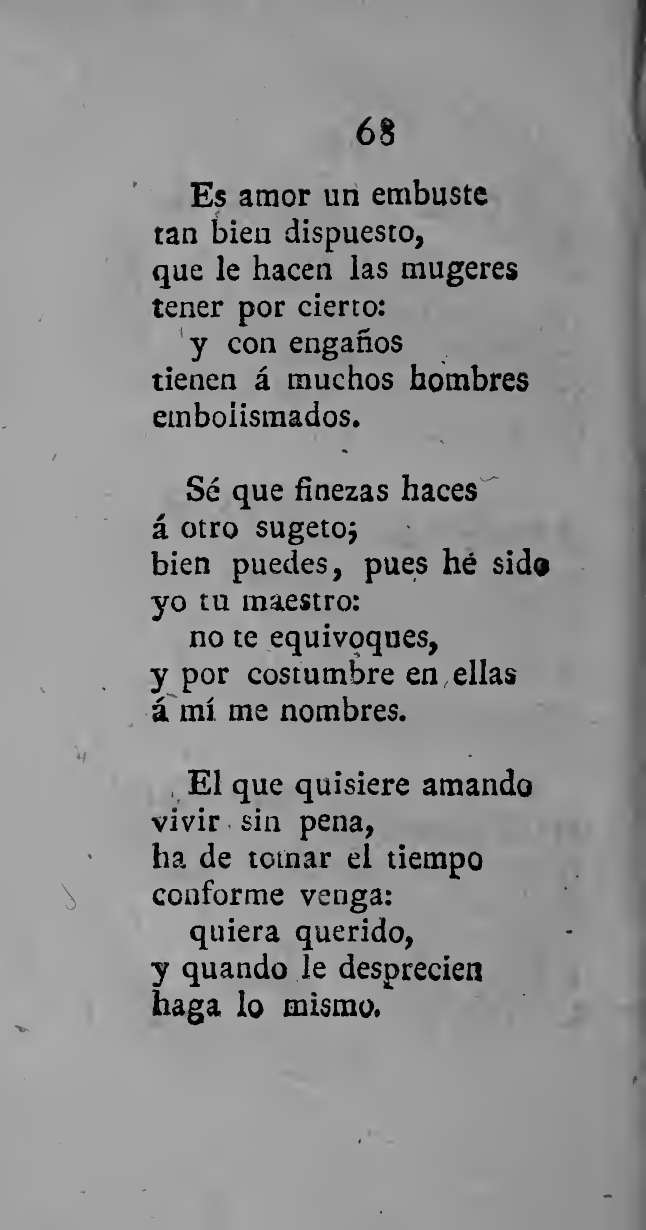 68
Es amor un embuste
tan bien dispuesto,
que le hacen las mugeres
tener por cierto:
y con engaños
tienen á muchos hombres
embolismados.
Sé que finezas haces
á otro sugeto;
bien puedes, pues hé sido
yo tu maestro:
no te equivoques,
y por costumbre en ellas
á mí me nombres.
El que quisiere amando
vivir sin pena,
ha de tomar el tiempo
conforme venga:
quiera querido,
y quando le desprecien
haga lo mismo.